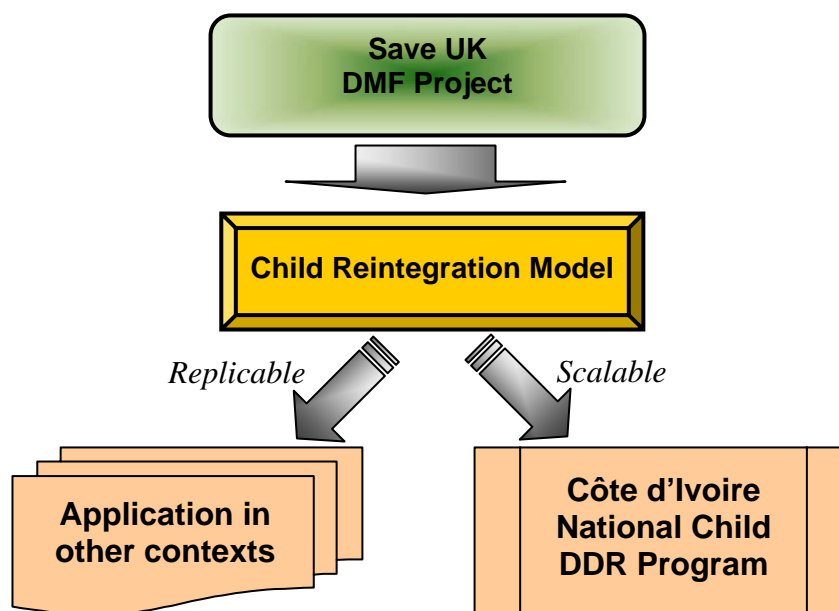 Save UK
DMF Project
Child Reintegration Model
Replicable
Scalable
Application in
other contexts
Côte d’Ivoire
National Child
DDR Program